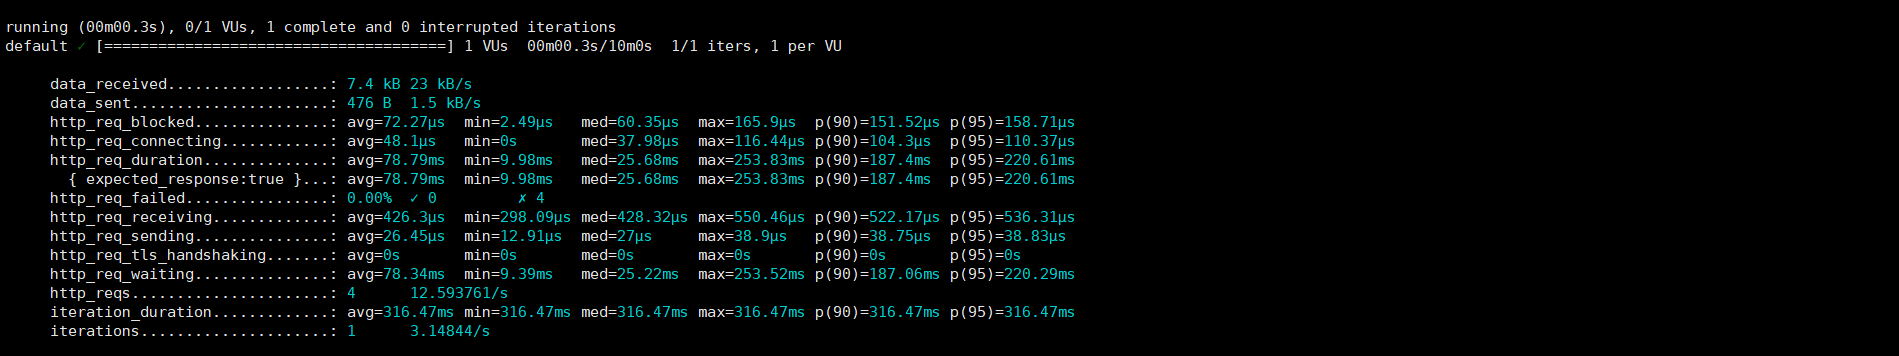 running (00m00.3s), 0/1 VUs, 1 complete and 0 interrupted iterations
default ✓ [======================================] 1 VUs  00m00.3s/10m0s  1/1 iters, 1 per VU
data_received..................: 7.4 kB 23 kB/s
data_sent......................: 476 B  1.5 kB/s
http_req_blocked...............: avg=72.27µs  min=2.49µs   med=60.35µs  max=165.9µs  p(90)=151.52µs p(95)=158.71µs
http_req_connecting............: avg=48.1µs   min=0s       med=37.98µs  max=116.44µs p(90)=104.3µs  p(95)=110.37µs
http_req_duration..............: avg=78.79ms  min=9.98ms   med=25.68ms  max=253.83ms p(90)=187.4ms  p(95)=220.61ms
{ expected_response:true }...: avg=78.79ms  min=9.98ms   med=25.68ms  max=253.83ms p(90)=187.4ms  p(95)=220.61ms
http_req_failed................: 0.00%  ✓ 0         ✗ 4
http_req_receiving.............: avg=426.3µs  min=298.09µs med=428.32µs max=550.46µs p(90)=522.17µs p(95)=536.31µs
http_req_sending...............: avg=26.45µs  min=12.91µs  med=27µs     max=38.9µs   p(90)=38.75µs  p(95)=38.83µs
http_req_tls_handshaking.......: avg=0s       min=0s       med=0s       max=0s       p(90)=0s       p(95)=0s
http_req_waiting...............: avg=78.34ms  min=9.39ms   med=25.22ms  max=253.52ms p(90)=187.06ms p(95)=220.29ms
http_reqs......................: 4      12.593761/s
iteration_duration.............: avg=316.47ms min=316.47ms med=316.47ms max=316.47ms p(90)=316.47ms p(95)=316.47ms
iterations.....................: 1      3.14844/s